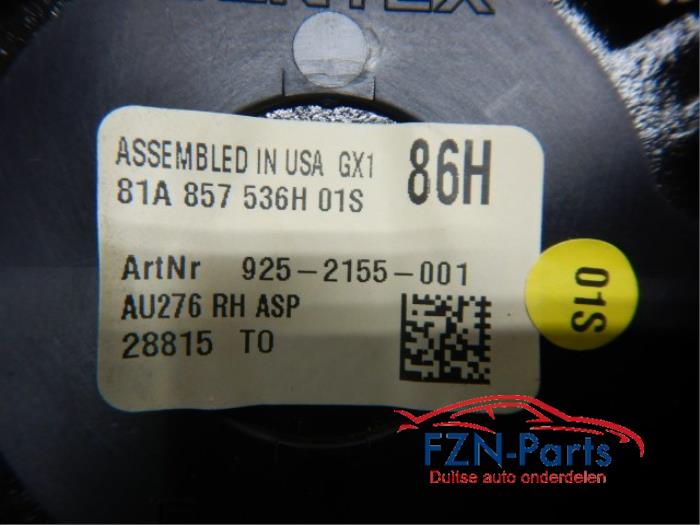 ASSEMBLED IN USA GX1 86H
81A 857 536H 01S
ArtNr 925-2155-001
AU276 RH ASP
28815 TO
01S
FZN-Parts
Duitse auto onderdelen